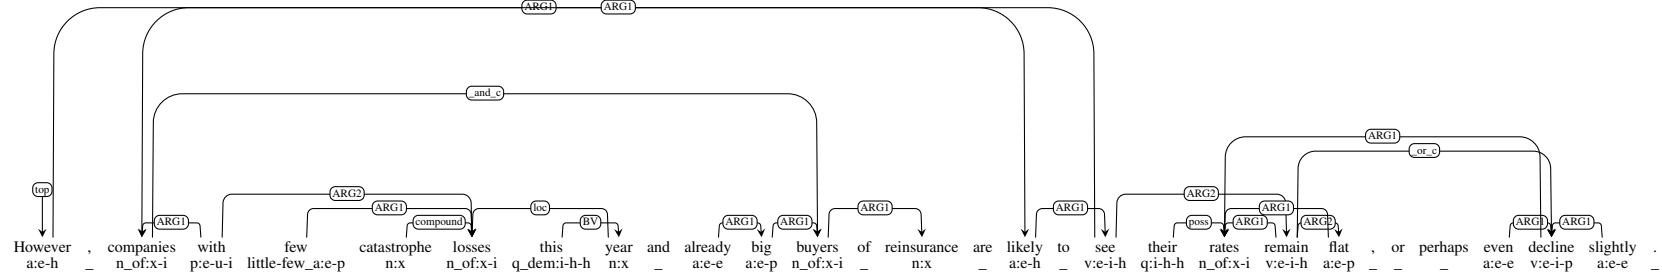 ARG1 ARG1
_and_c
ARG1
_or_c
top ARG2 ARG1 compound loc BV ARG1 ARG1 ARG1 ARG1 ARG2 poss ARG1 ARG1 ARG2 ARG1 ARG1 ARG1
However , companies with few catastrophe losses this year and already big buyers of reinsurance are likely to see their rates remain flat , or perhaps even decline slightly .
a:e-h _ n_of:x-i p:e-u-i little-few_a:e-p n:x n_of:x-i q_dem:i-h-h n:x _ a:e-e a:e-p n_of:x-i _ n:x _ a:e-h _ v:e-i-h q:i-h-h n_of:x-i v:e-i-h a:e-p _ _ _ a:e-e v:e-i-p a:e-e _